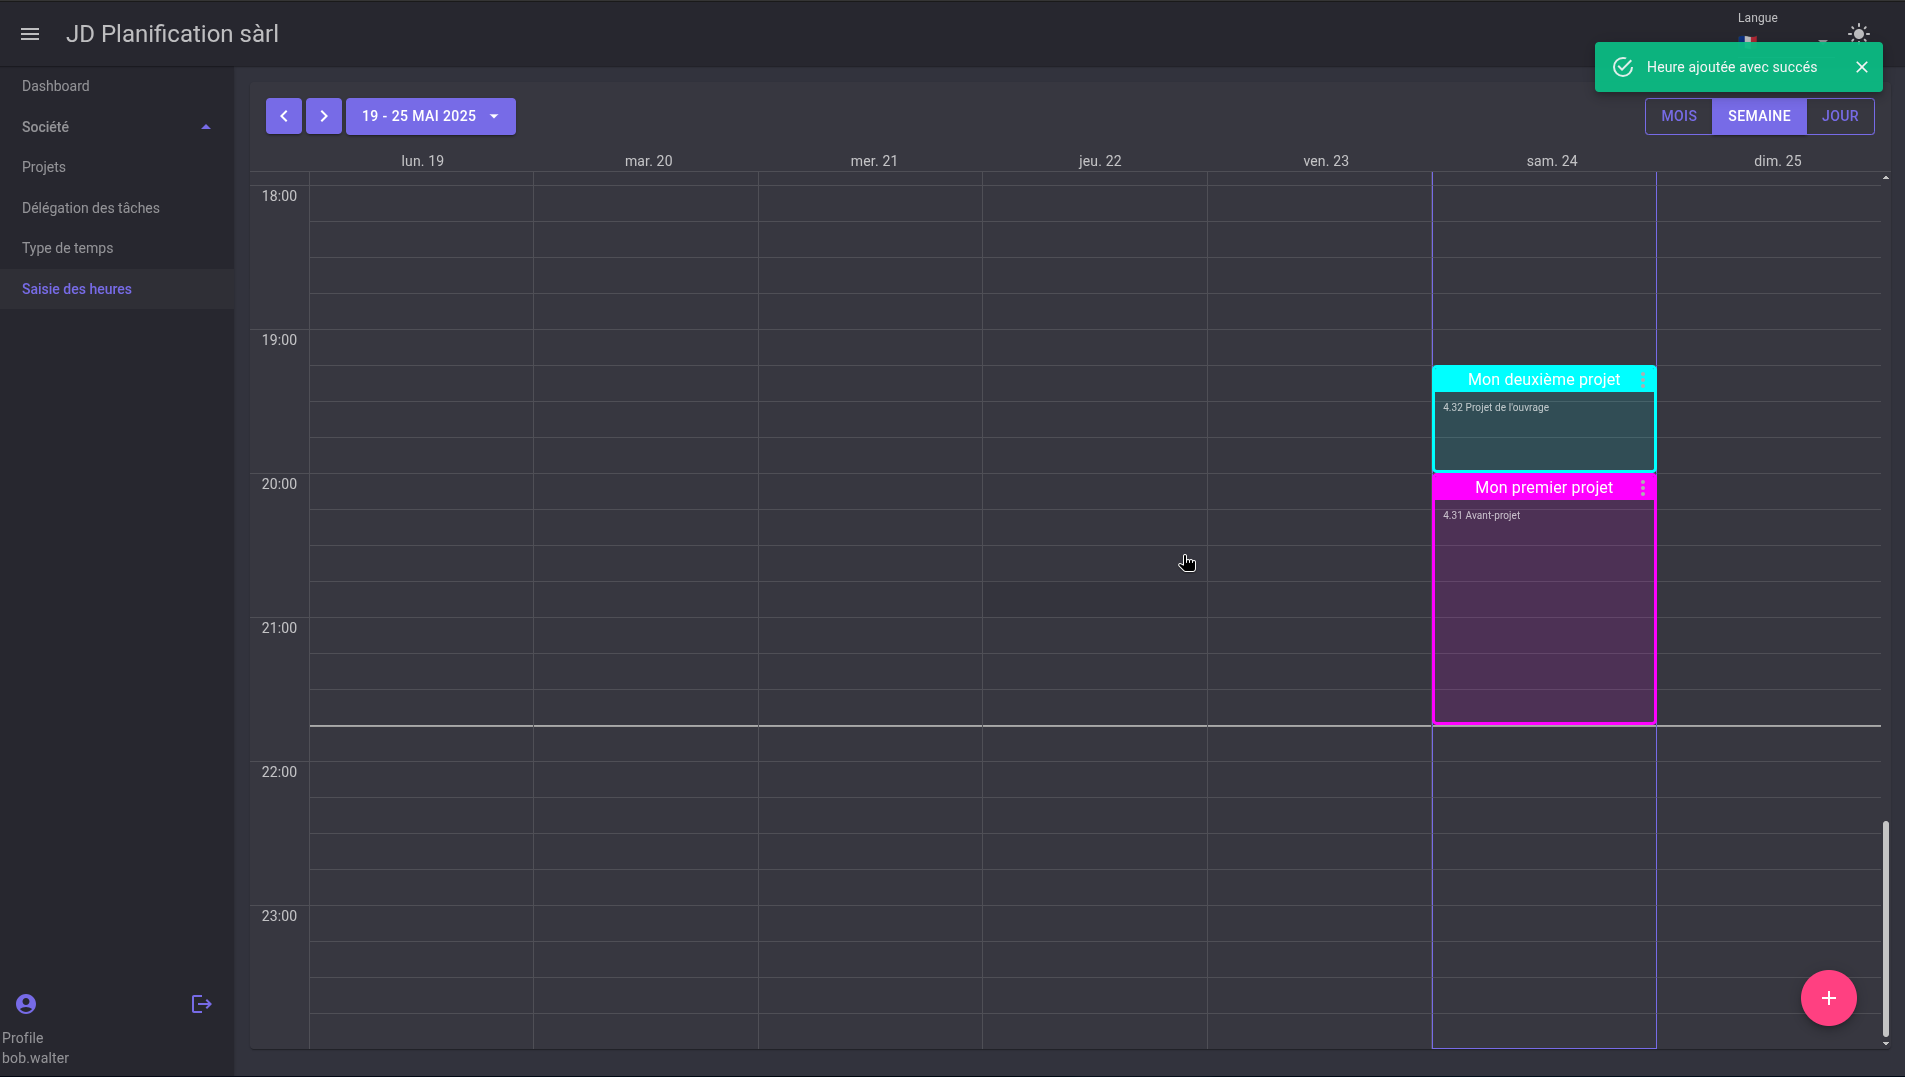 JD Planification sàrl
Langue
Heure ajoutée avec succés
Dashboard
Société
Projets
Délégation des tâches
Type de temps
Saisie des heures
19 - 25 MAI 2025
MOIS
SEMAINE
JOUR
lun. 19
mar. 20
mer. 21
jeu. 22
ven. 23
sam. 24
dim. 25
18:00
19:00
Mon deuxième projet
4.32 Projet de l'ouvrage
20:00
Mon premier projet
4.31 Avant-projet
21:00
22:00
23:00
Profile
bob.walter